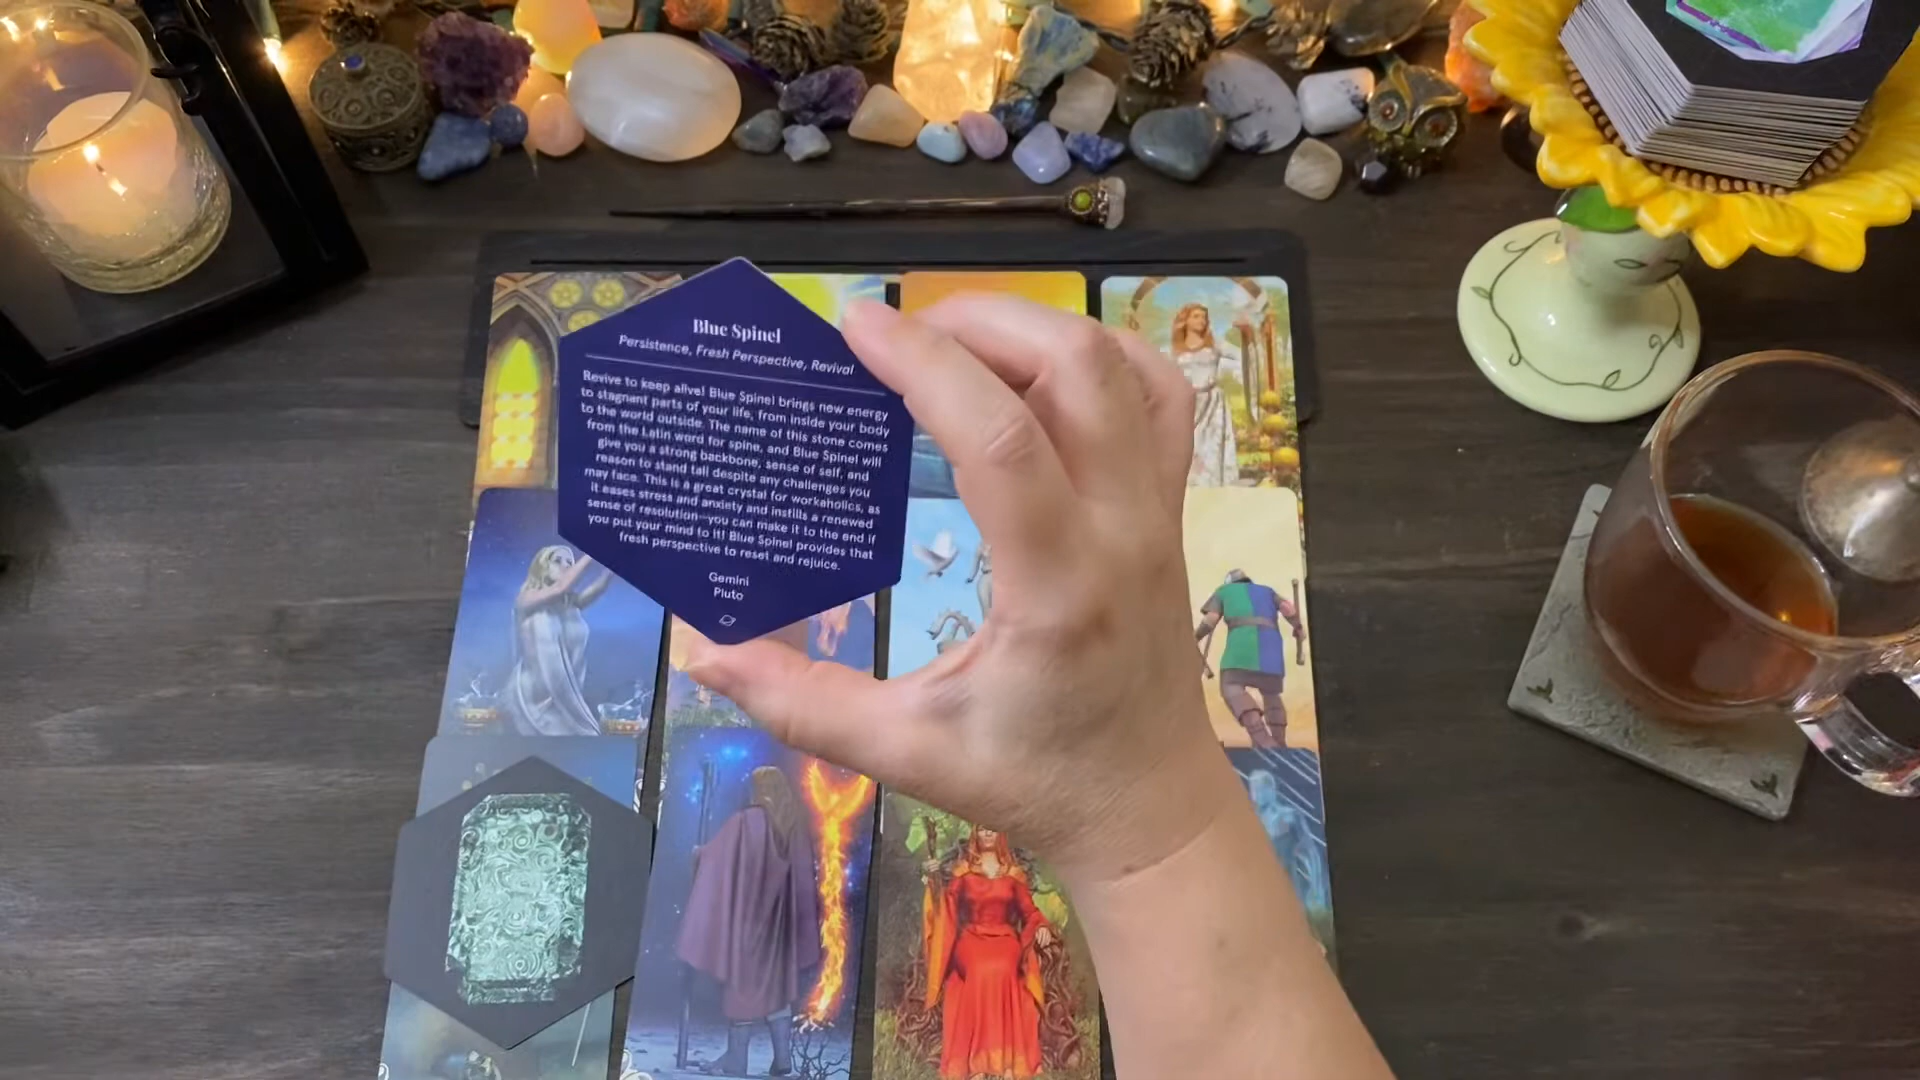 Blue Spinel
Persistence, Fresh Perspective, Revival
Revive to keep alive! Blue Spinel brings new energy
to stagnant parts of your life, from inside your body
to the world outside. The name of this stone comes
from the Latin word for spine, and Blue Spinel will
give you a strong backbone, sense of self, and
reason to stand tall despite any challenges you
may face. This is a great crystal for workaholics, as
it eases stress and anxiety and instills a renewed
sense of resolution—you can make it to the end if
you put your mind to it! Blue Spinel provides that
fresh perspective to reset and rejuice.
Gemini
Pluto